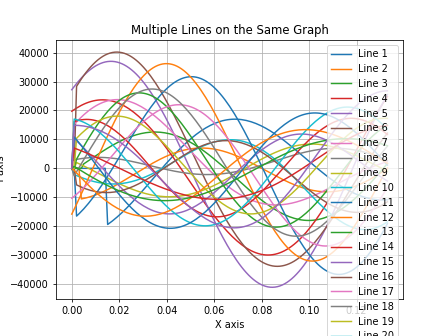 Multiple Lines on the Same Graph
40000
30000
20000
10000
0
−10000
−20000
−30000
−40000
0.00
0.02
0.04
0.06
0.08
0.10
X axis
Line 1
Line 2
Line 3
Line 4
Line 5
Line 6
Line 7
Line 8
Line 9
Line 10
Line 11
Line 12
Line 13
Line 14
Line 15
Line 16
Line 17
Line 18
Line 19
Line 20